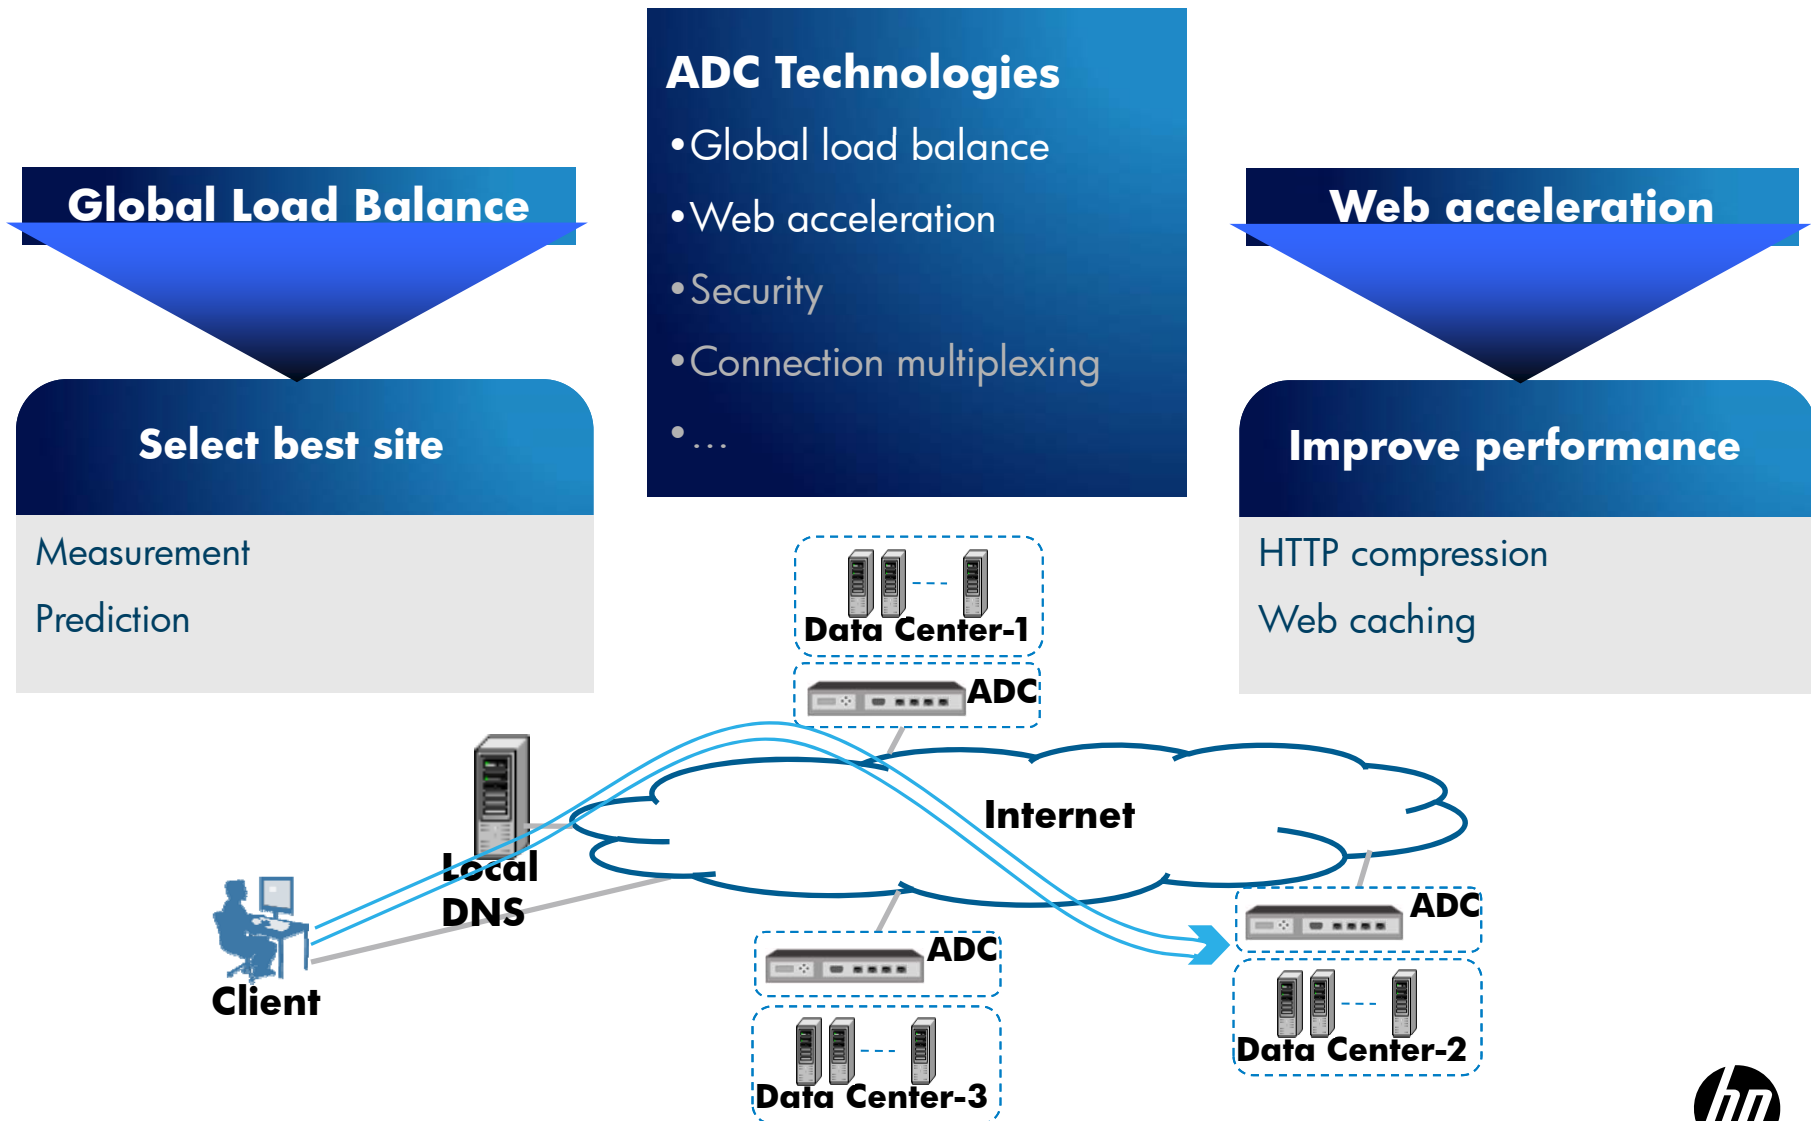 ADC Technologies
•Global load balance
•Web acceleration
•Security
•Connection multiplexing
•...
Global Load Balance
Select best site
Measurement
Prediction
Web acceleration
Improve performance
HTTP compression
Web caching
Data Center-1
ADC
Internet
Local
DNS
Client
ADC
Data Center-3
ADC
Data Center-2
hp